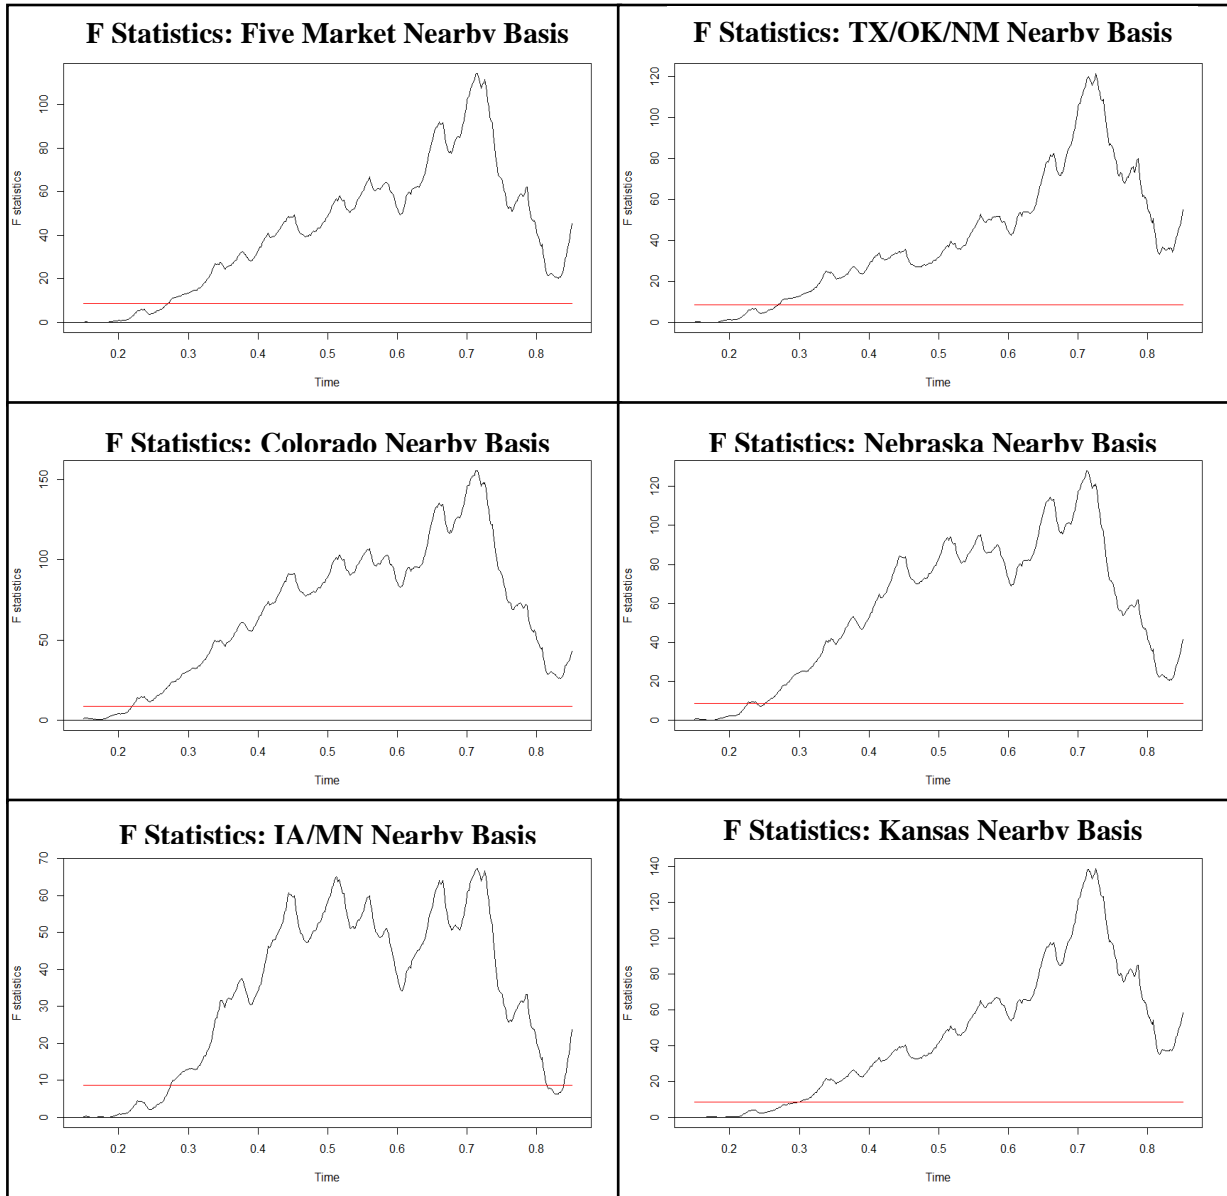 F Statistics: Five Market Nearby Basis
F statistics
0
20
40
60
80
100
0.2 0.3 0.4 0.5 0.6 0.7 0.8
Time
F Statistics: TX/OK/NM Nearby Basis
F statistics
0
20
40
60
80
100
120
0.2 0.3 0.4 0.5 0.6 0.7 0.8
Time
F Statistics: Colorado Nearby Basis
F statistics
0
50
100
150
0.2 0.3 0.4 0.5 0.6 0.7 0.8
Time
F Statistics: Nebraska Nearby Basis
F statistics
0
20
40
60
80
100
120
0.2 0.3 0.4 0.5 0.6 0.7 0.8
Time
F Statistics: IA/MN Nearby Basis
F statistics
0
10
20
30
40
50
60
70
0.2 0.3 0.4 0.5 0.6 0.7 0.8
Time
F Statistics: Kansas Nearby Basis
F statistics
0
20
40
60
80
100
120
140
0.2 0.3 0.4 0.5 0.6 0.7 0.8
Time